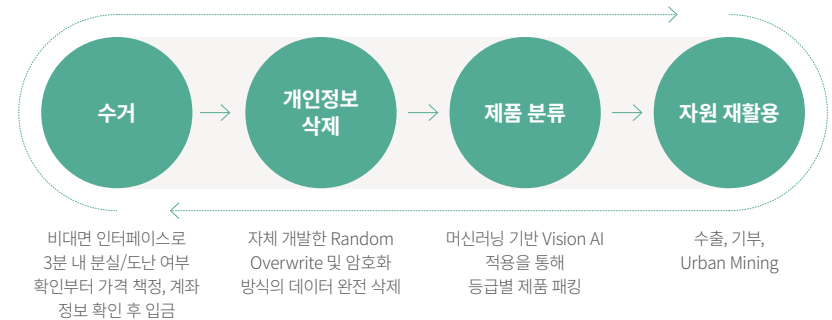 수거
개인정보
삭제
제품 분류
자원 재활용
비대면 인터페이스로
3분 내 분실/도난 여부
확인부터 가격 책정, 계좌
정보 확인 후 입금
자체 개발한 Random
Overwrite 및 암호화
방식의 데이터 완전 삭제
머신러닝 기반 Vision AI
적용을 통해
등급별 제품 패킹
수출, 기부,
Urban Mining